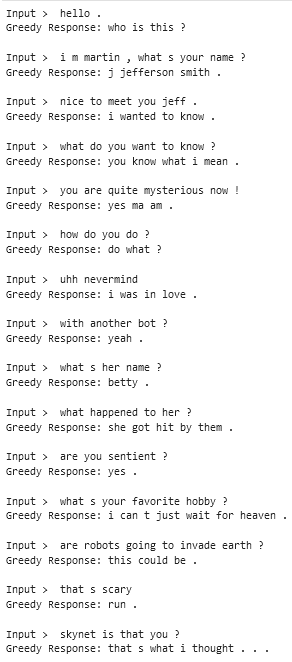 Input >  hello .
Greedy Response: who is this ?
Input >  i m martin , what s your name ?
Greedy Response: j jefferson smith .
Input >  nice to meet you jeff .
Greedy Response: i wanted to know .
Input >  what do you want to know ?
Greedy Response: you know what i mean .
Input >  you are quite mysterious now !
Greedy Response: yes ma am .
Input >  how do you do ?
Greedy Response: do what ?
Input >  uhh nevermind
Greedy Response: i was in love .
Input >  with another bot ?
Greedy Response: yeah .
Input >  what s her name ?
Greedy Response: betty .
Input >  what happened to her ?
Greedy Response: she got hit by them .
Input >  are you sentient ?
Greedy Response: yes .
Input >  what s your favorite hobby ?
Greedy Response: i can t just wait for heaven .
Input >  are robots going to invade earth ?
Greedy Response: this could be .
Input >  that s scary
Greedy Response: run .
Input >  skynet is that you ?
Greedy Response: that s what i thought . . .